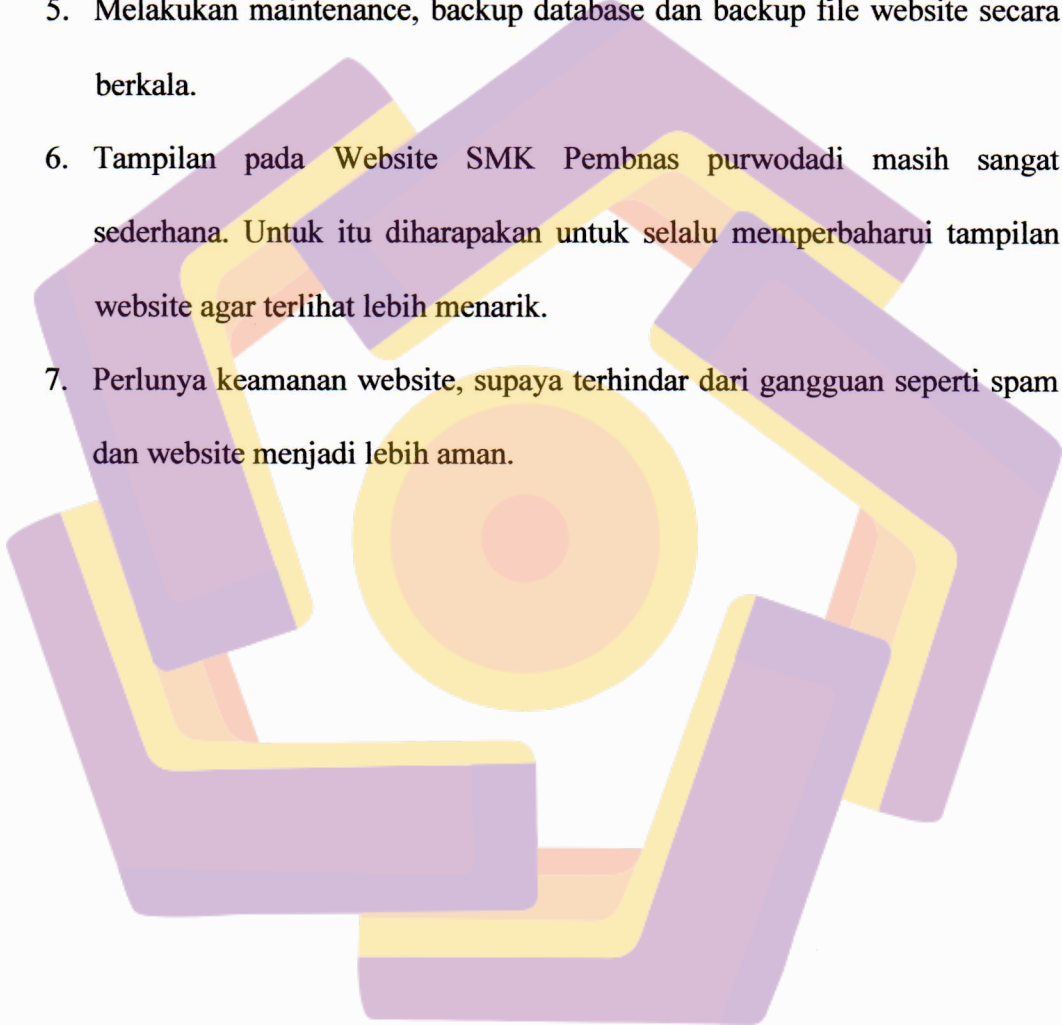 5. Melakukan maintenance, backup database dan backup file website secara
berkala.
6. Tampilan pada Website SMK Pembnas purwodadi masih sangat
sederhana. Untuk itu diharapakan untuk selalu memperbaharui tampilan
website agar terlihat lebih menarik.
7. Perlunya keamanan website, supaya terhindar dari gangguan seperti spam
dan website menjadi lebih aman.